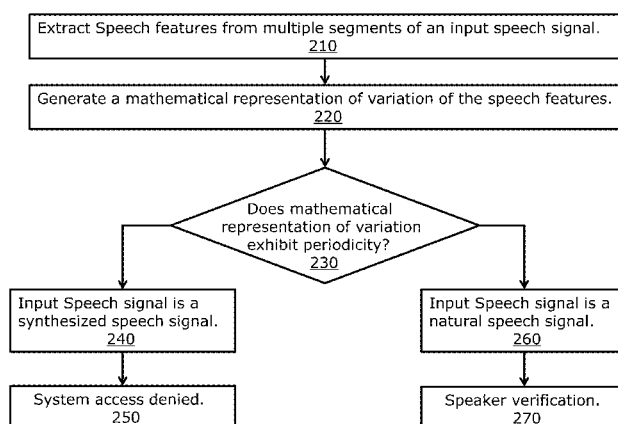 Extract Speech features from multiple segments of an input speech signal.
210
Generate a mathematical representation of variation of the speech features.
220
Does mathematical
representation of variation
exhibit periodicity?
230
Input Speech signal is a
synthesized speech signal.
240
Input Speech signal is a
natural speech signal.
260
System access denied.
250
Speaker verification.
270